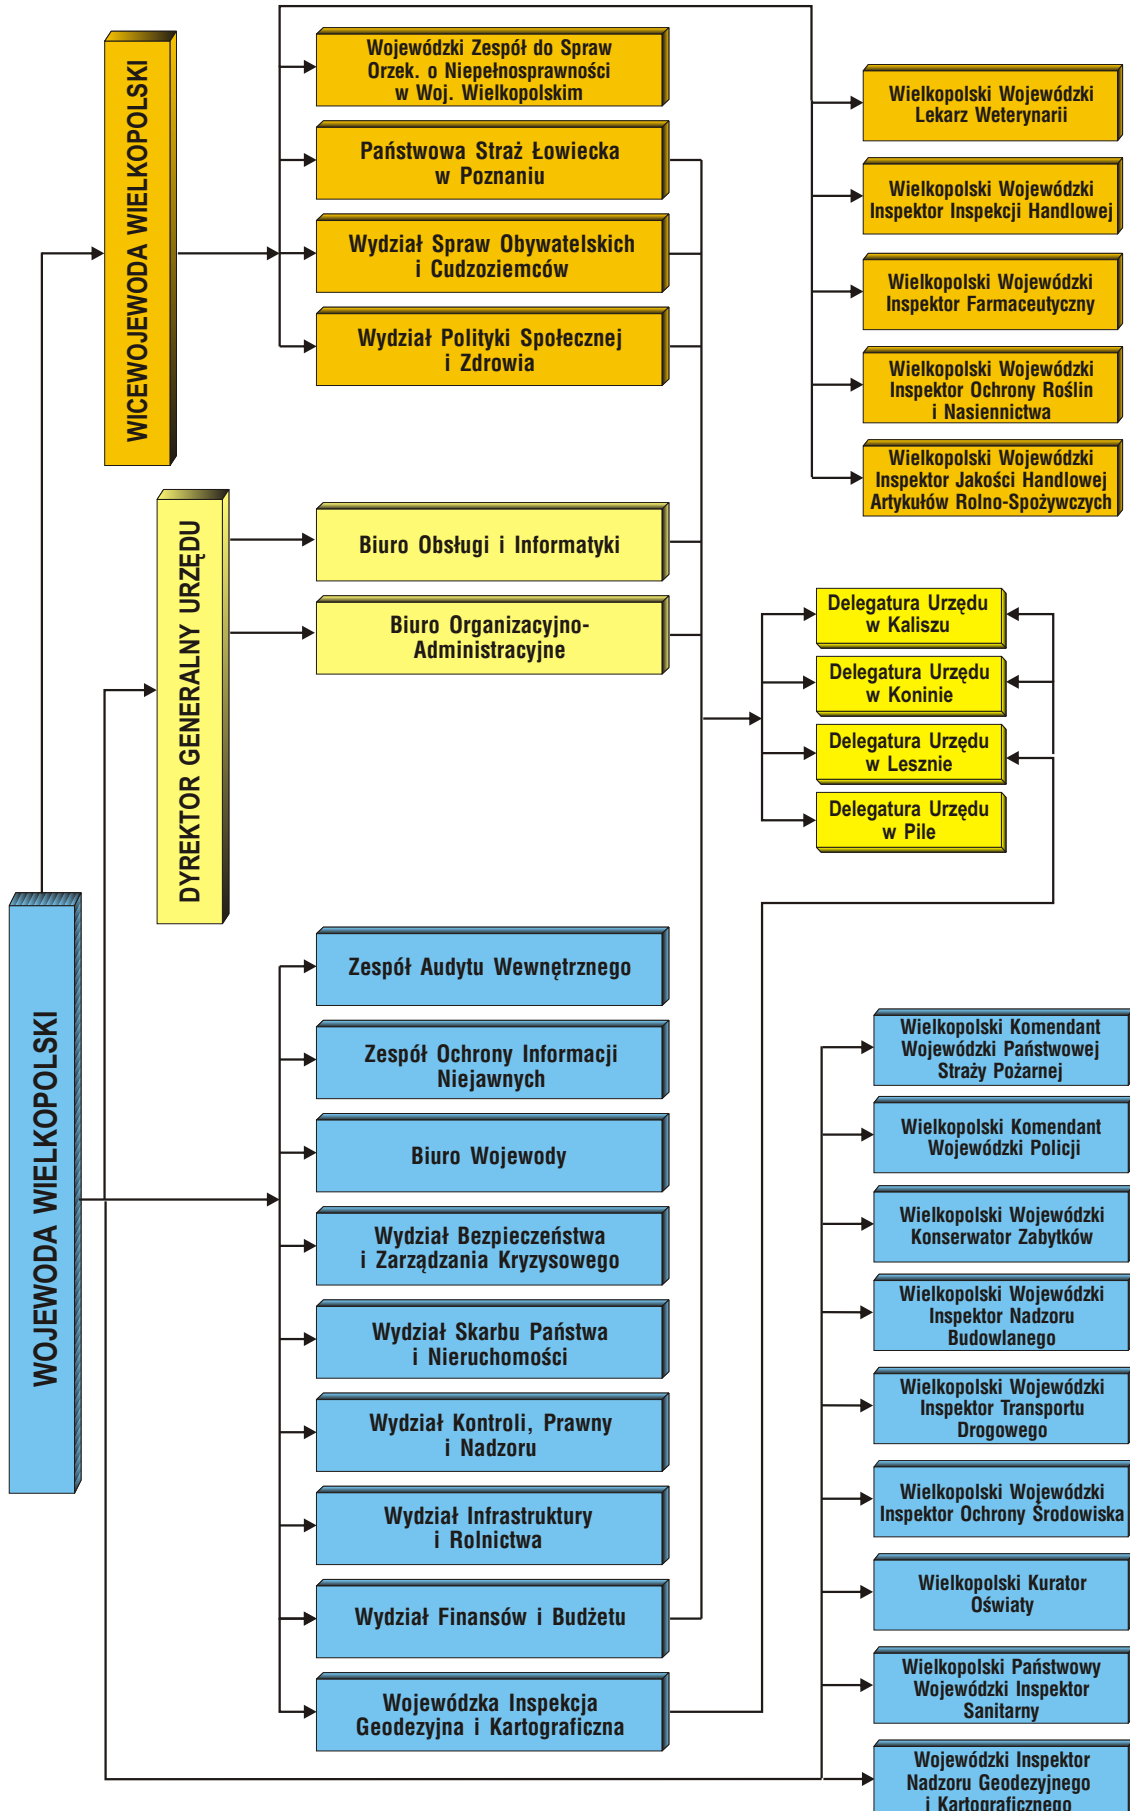 WICEWOJEWODA WIELKOPOLSKI
Wojewódzki Zespół do Spraw
Orzek. o Niepełnosprawności
w Woj. Wielkopolskim
Państwowa Straż Łowiecka
w Poznaniu
Wydział Spraw Obywatelskich
i Cudzoziemców
Wydział Polityki Społecznej
i Zdrowia
Wielkopolski Wojewódzki
Lekarz Weterynarii
Wielkopolski Wojewódzki
Inspektor Inspekcji Handlowej
Wielkopolski Wojewódzki
Inspektor Farmaceutyczny
Wielkopolski Wojewódzki
Inspektor Ochrony Roślin
i Nasiennictwa
Wielkopolski Wojewódzki
Inspektor Jakości Handlowej
Artykułów Rolno-Spożywczych
DYREKTOR GENERALNY URZĘDU
Biuro Obsługi i Informatyki
Biuro Organizacyjno-
Administracyjne
Delegatura Urzędu
w Kaliszu
Delegatura Urzędu
w Koninie
Delegatura Urzędu
w Lesznie
Delegatura Urzędu
w Pile
WOJEWODA WIELKOPOLSKI
Zespół Audytu Wewnętrznego
Zespół Ochrony Informacji
Niejawnych
Biuro Wojewody
Wydział Bezpieczeństwa
i Zarządzania Kryzysowego
Wydział Skarbu Państwa
i Nieruchomości
Wydział Kontroli, Prawny
i Nadzoru
Wydział Infrastruktury
i Rolnictwa
Wydział Finansów i Budżetu
Wojewódzka Inspekcja
Geodezyjna i Kartograficzna
Wielkopolski Komendant
Wojewódzki Państwowej
Straży Pożarnej
Wielkopolski Komendant
Wojewódzki Policji
Wielkopolski Wojewódzki
Konserwator Zabytków
Wielkopolski Wojewódzki
Inspektor Nadzoru
Budowlanego
Wielkopolski Wojewódzki
Inspektor Transportu
Drogowego
Wielkopolski Wojewódzki
Inspektor Ochrony Środowiska
Wielkopolski Kurator
Oświaty
Wielkopolski Państwowy
Wojewódzki Inspektor
Sanitarny
Wojewódzki Inspektor
Nadzoru Geodezyjnego
i Kartograficznego